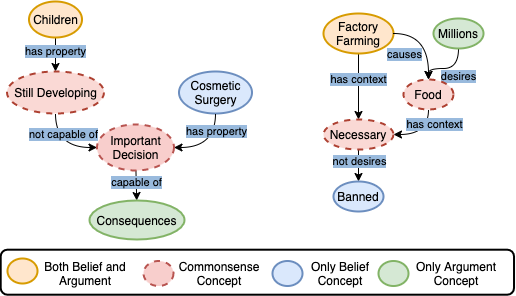 Children
has property
Still Developing
not capable of
Cosmetic
Surgery
has property
Important
Decision
capable of
Consequences
Factory
Farming
Millions
causes
desires
has context
Food
has context
Necessary
not desires
Banned
Both Belief and
Argument
Commonsense
Concept
Only Belief
Concept
Only Argument
Concept